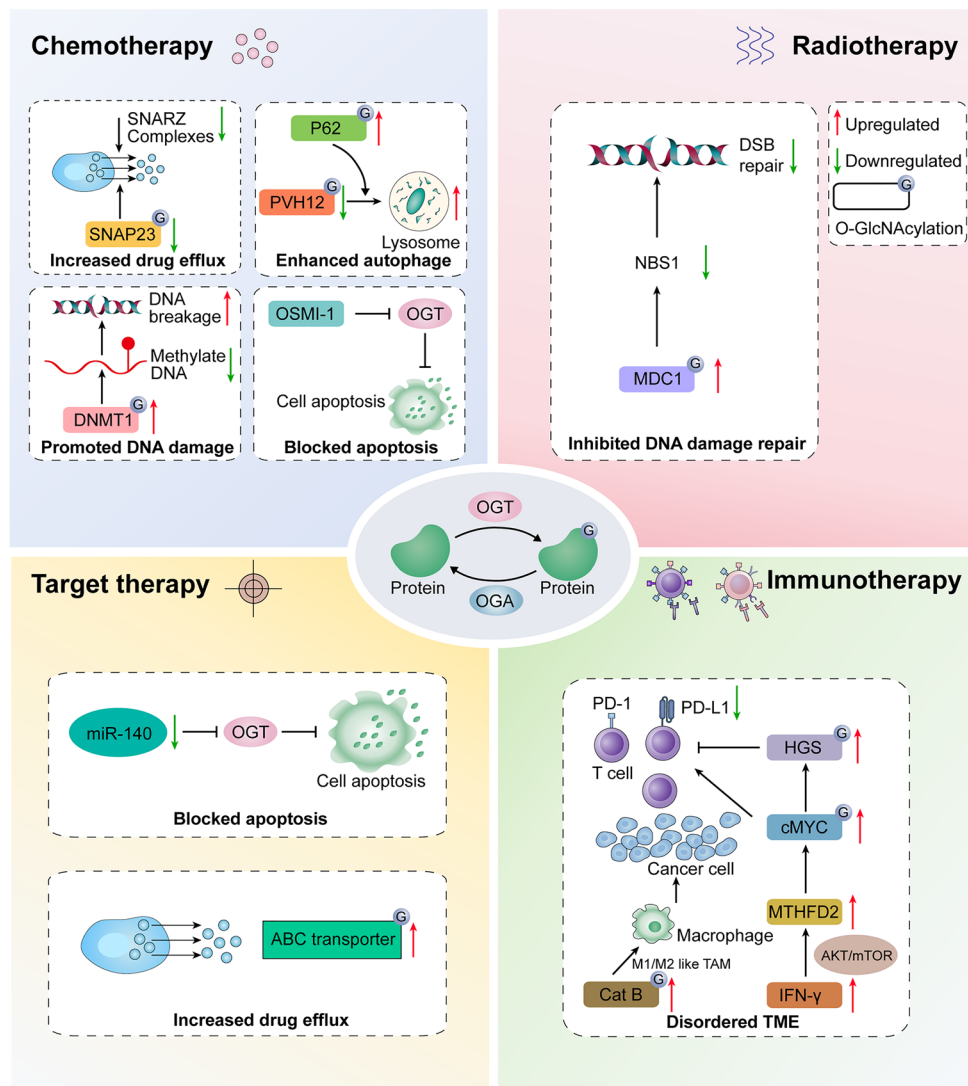 Chemotherapy
SNARZ
Complexes
G
SNAP23
Increased drug efflux
G
P62
G
PVH12
Lysosome
Enhanced autophage
DNA
breakage
Methylate
DNA
G
DNMT1
Promoted DNA damage
OSMI-1
OGT
Cell apoptosis
Blocked apoptosis
Radiotherapy
DSB
repair
NBS1
G
MDC1
Inhibited DNA damage repair
Upregulated
Downregulated
G
O-GlcNAcylation
OGT
G
Protein
Protein
OGA
Target therapy
miR-140
OGT
Cell apoptosis
Blocked apoptosis
G
ABC transporter
Increased drug efflux
Immunotherapy
PD-1
PD-L1
T cell
G
HGS
G
cMYC
Cancer cell
MTHFD2
Macrophage
AKT/mTOR
M1/M2 like TAM
G
Cat B
IFN-γ
Disordered TME